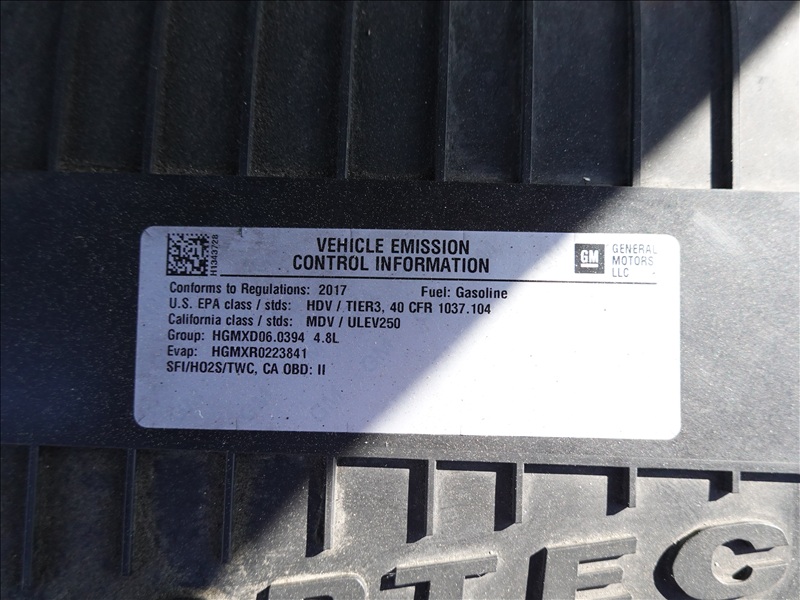 H1343728
VEHICLE EMISSION
CONTROL INFORMATION
GM
GENERAL
MOTORS
LLC
Conforms to Regulations: 2017 Fuel: Gasoline
U.S. EPA class / stds: HDV / TIER3, 40 CFR 1037.104
California class / stds: MDV / ULEV250
Group: HGMXD06.0394 4.8L
Evap: HGMXR0223841
SFI/HO2S/TWC, CA OBD: II
RTEC